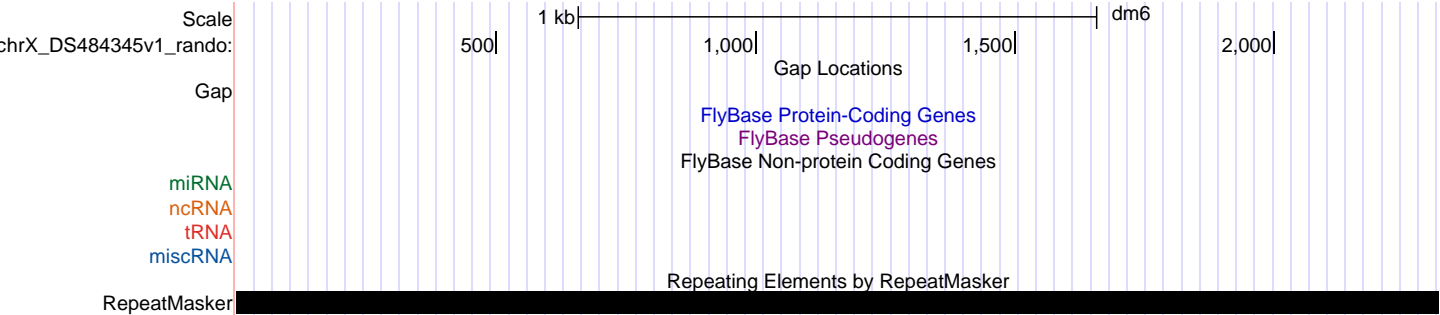 Scale 1 kb dm6
chrX_DS484345v1_rando: 500 1,000 1,500 2,000
Gap Locations
Gap
FlyBase Protein-Coding Genes
FlyBase Pseudogenes
FlyBase Non-protein Coding Genes
miRNA
ncRNA
tRNA
miscRNA
Repeating Elements by RepeatMasker
RepeatMasker